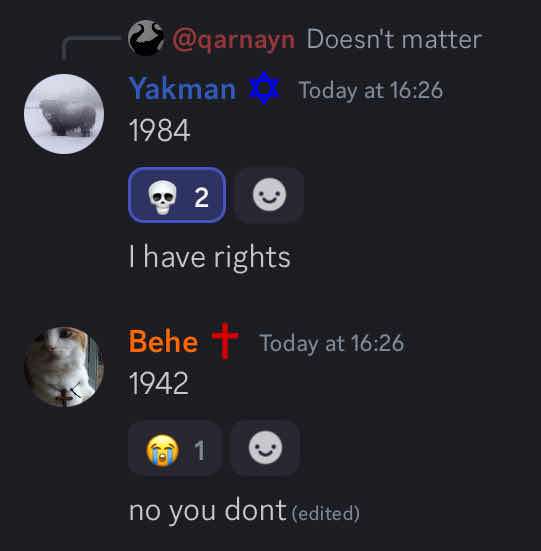 @qarnayn Doesn't matter
Yakman ✡ Today at 16:26
1984
💀 2
I have rights
Behe ✝ Today at 16:26
1942
😭 1
no you dont (edited)